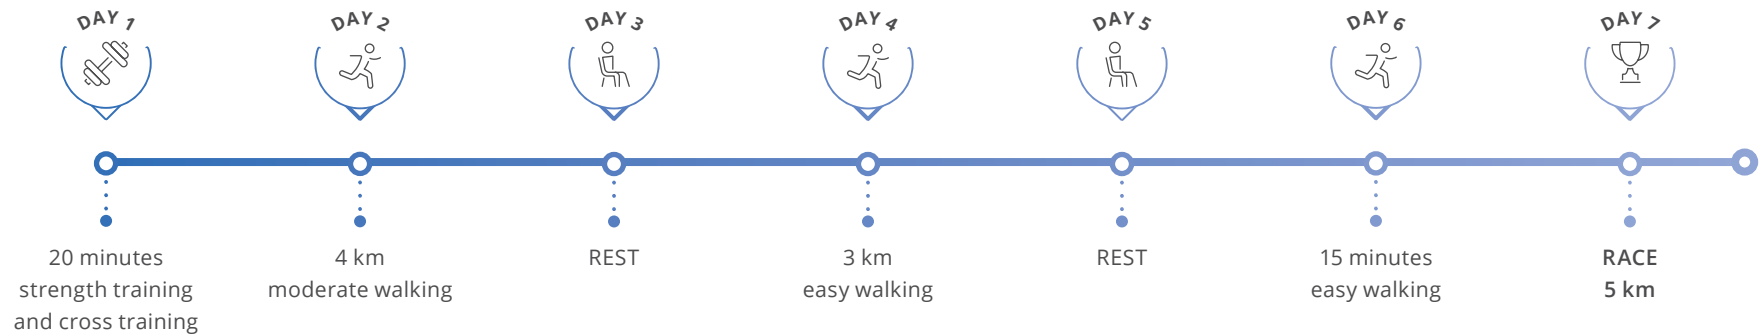 DAY 1
DAY 2
DAY 3
DAY 4
DAY 5
DAY 6
DAY 7
20 minutes
strength training
and cross training
4 km
moderate walking
REST
3 km
easy walking
REST
15 minutes
easy walking
RACE
5 km